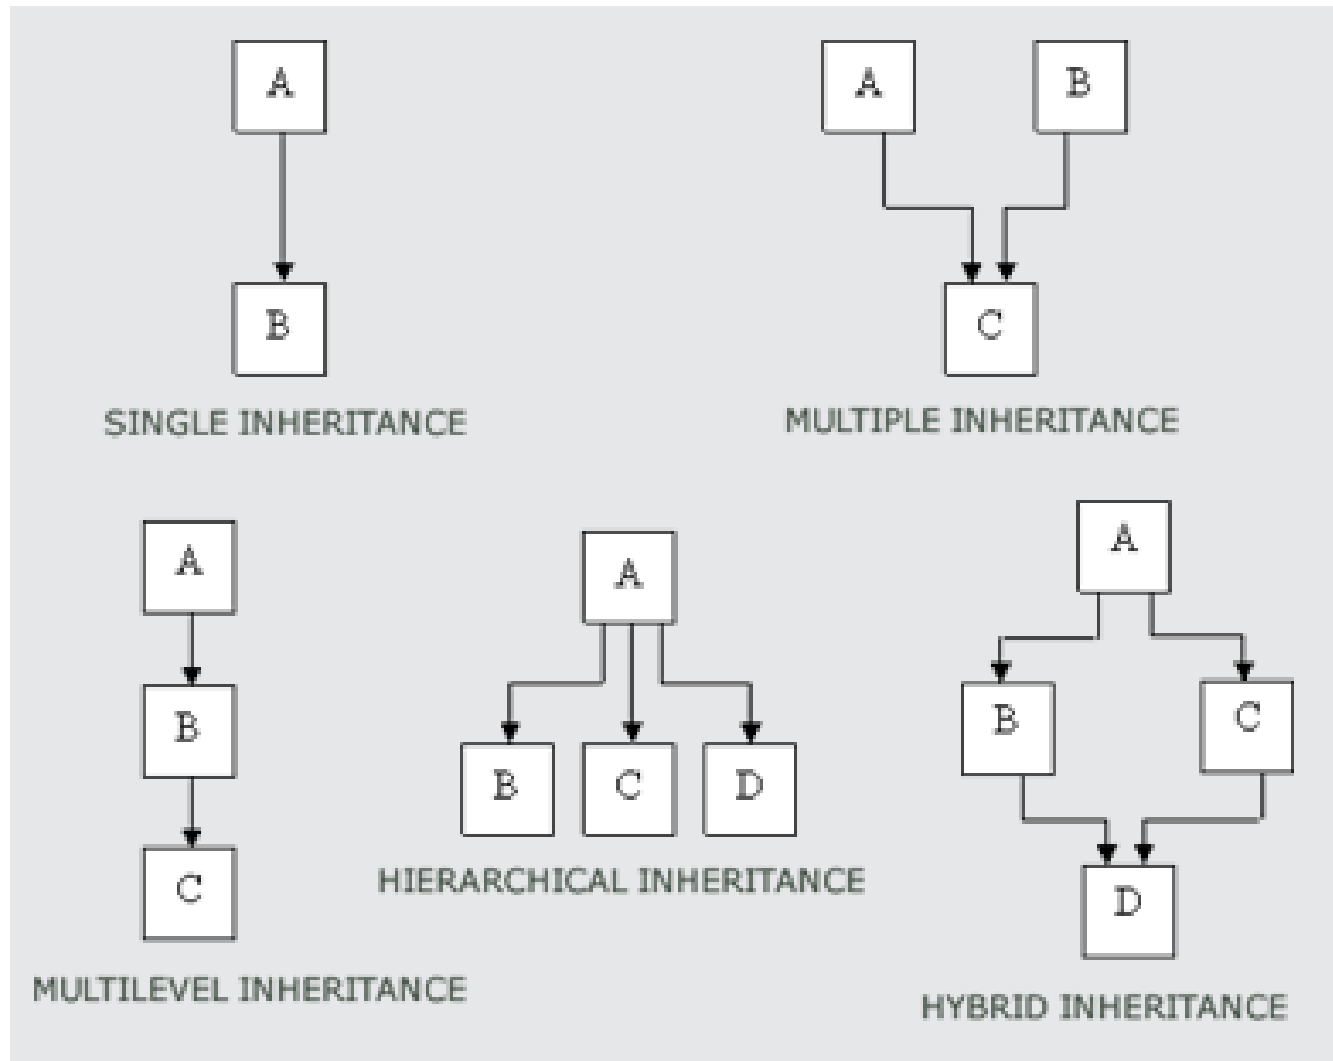 A
B
SINGLE INHERITANCE
A B
C
MULTIPLE INHERITANCE
A
B
C
MULTILEVEL INHERITANCE
A
B C D
HIERARCHICAL INHERITANCE
A
B C
D
HYBRID INHERITANCE